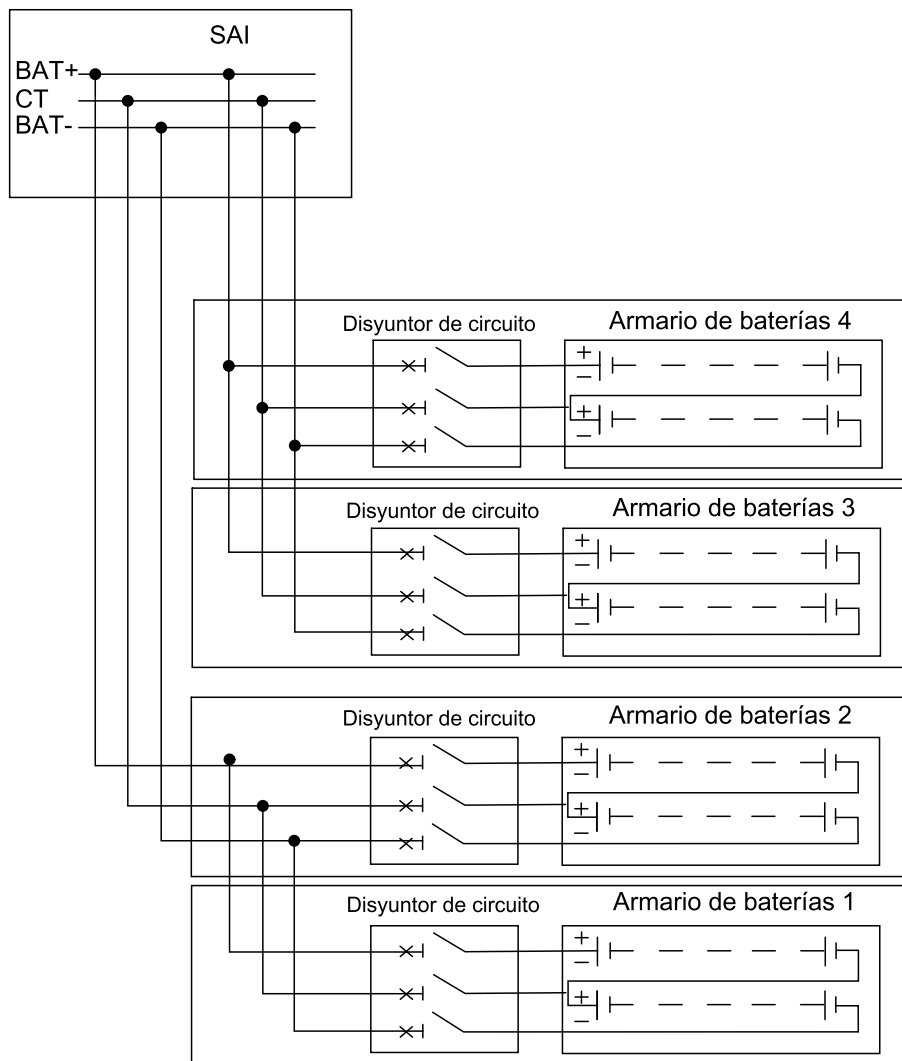 SAI
BAT+
CT
BAT-
Disyuntor de circuito
Armario de baterías 4
+
−
+
−
Disyuntor de circuito
Armario de baterías 3
+
−
+
−
Disyuntor de circuito
Armario de baterías 2
+
−
+
−
Disyuntor de circuito
Armario de baterías 1
+
−
+
−